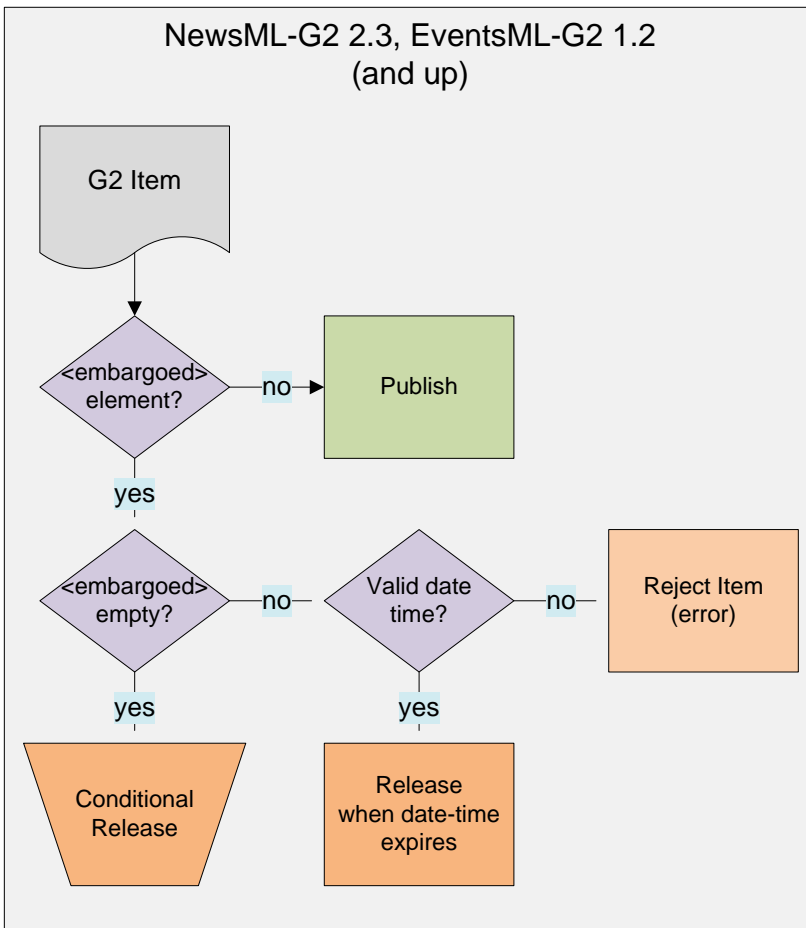 NewsML-G2 2.3, EventsML-G2 1.2
(and up)
G2 Item
<embargoed>
element?
no
Publish
yes
<embargoed>
empty?
no
Valid date
time?
no
Reject Item
(error)
yes
yes
Conditional
Release
Release
when date-time
expires